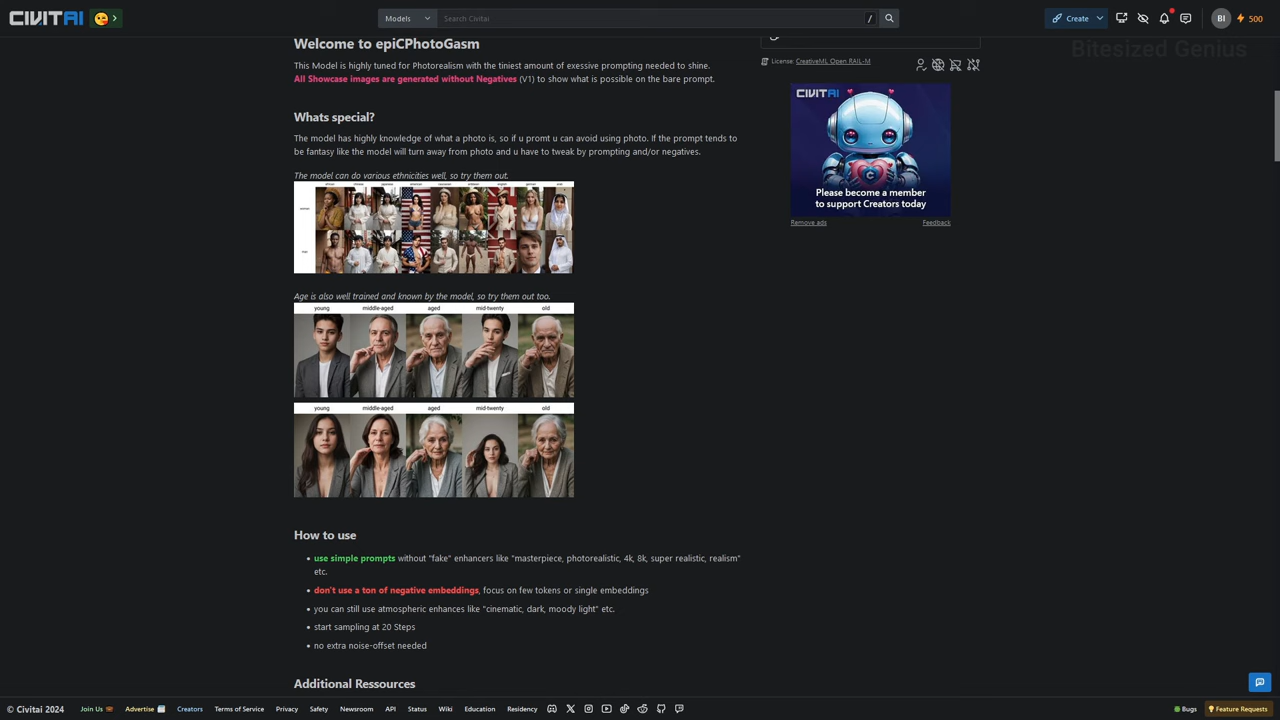 CIVITAI
Models
Search Civitai
/
Create
BI
500
Welcome to epiCPhotoGasm
Bitesized Genius
This Model is highly tuned for Photorealism with the tiniest amount of exessive prompting needed to shine.
All Showcase images are generated without Negatives (V1) to show what is possible on the bare prompt.
License: CreativeML Open RAIL-M
CIVITAI
Please become a member
to support Creators today
Remove ads
Feedback
Whats special?
The model has highly knowledge of what a photo is, so if u promt u can avoid using photo. If the prompt tends to
be fantasy like the model will turn away from photo and u have to tweak by prompting and/or negatives.
The model can do various ethnicities well, so try them out.
Age is also well trained and known by the model, so try them out too.
young middle-aged aged mid-twenty old
young middle-aged aged mid-twenty old
How to use
• use simple prompts without "fake" enhancers like "masterpiece, photorealistic, 4k, 8k, super realistic, realism"
etc.
• don't use a ton of negative embeddings, focus on few tokens or single embeddings
• you can still use atmospheric enhances like "cinematic, dark, moody light" etc.
• start sampling at 20 Steps
• no extra noise-offset needed
Additional Ressources
© Civitai 2024 Join Us Advertise Creators Terms of Service Privacy Safety Newsroom API Status Wiki Education Residency
Bugs
Feature Requests